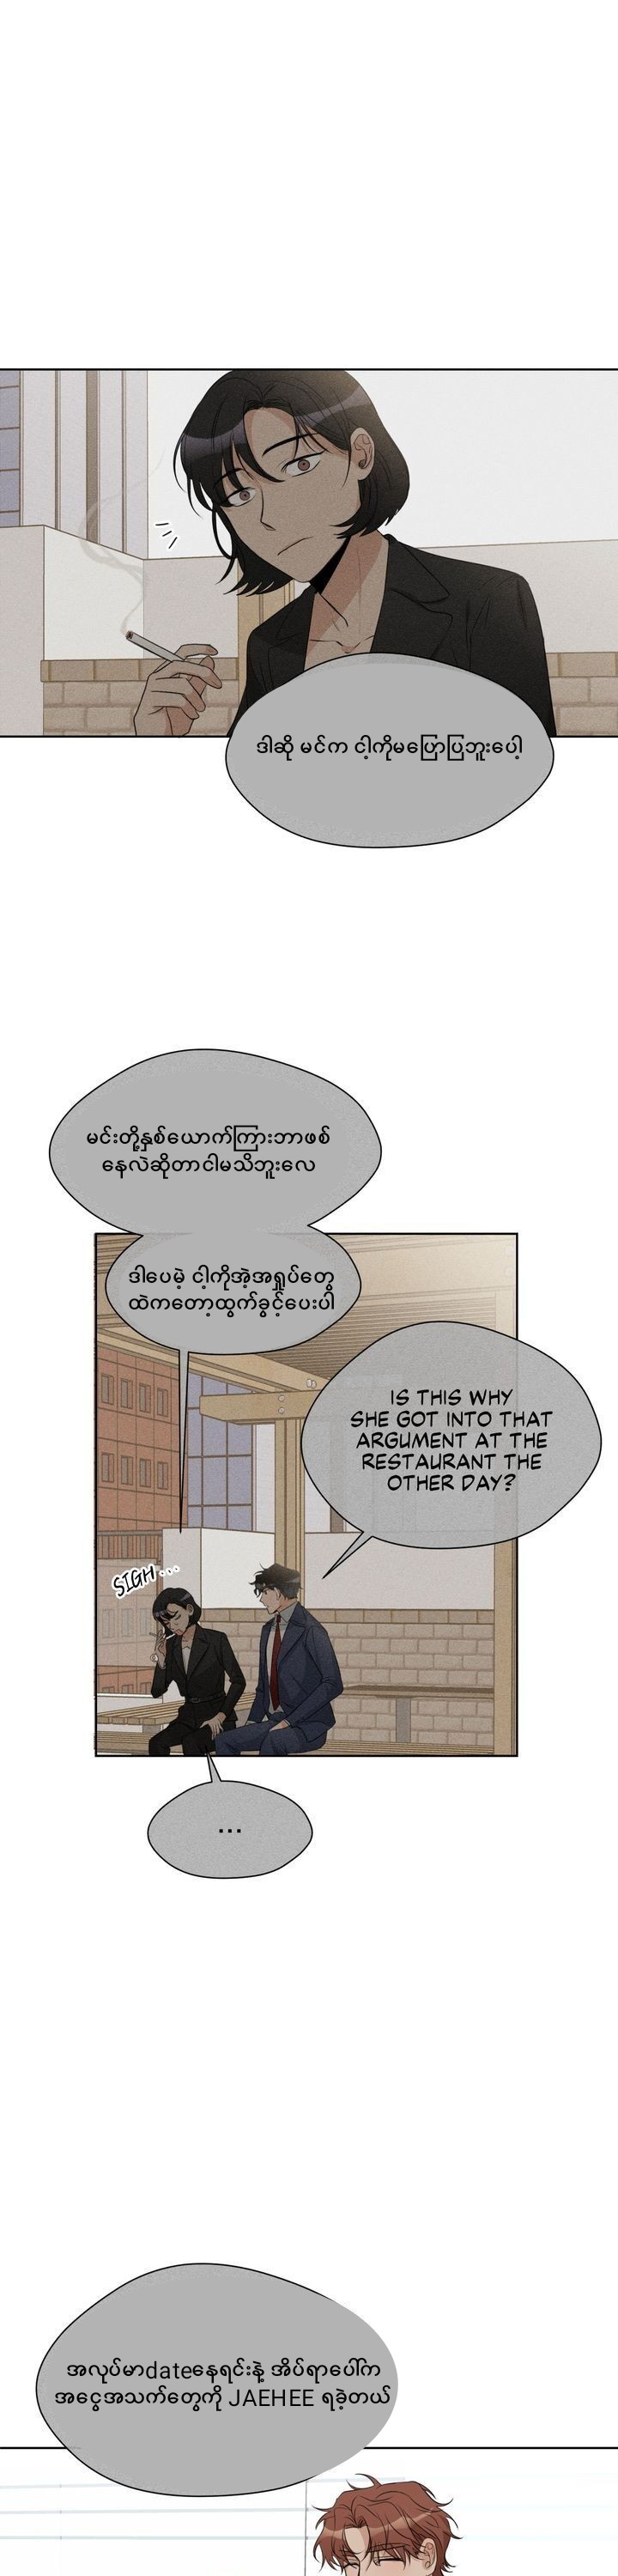 ဒါဆို မင်က ငါ့ကိုမပြောပြဘူးပေါ့
မင်းတို့နှစ်ယောက်ကြားဘာဖစ်
နေလဲဆိုတာငါမသိဘူးလေ
ဒါပေမဲ့ ငါ့ကိုအဲ့အရှုပ်တွေ
ထဲကတော့ထွက်ခွင့်ပေးပါ
IS THIS WHY
SHE GOT INTO THAT
ARGUMENT AT THE
RESTAURANT THE
OTHER DAY?
SIGH...
...
အလုပ်မာdateနေရင်းနဲ့ အိပ်ရာပေါ်က
အငွေအသက်တွေကို JAEHEE ရခဲ့တယ်